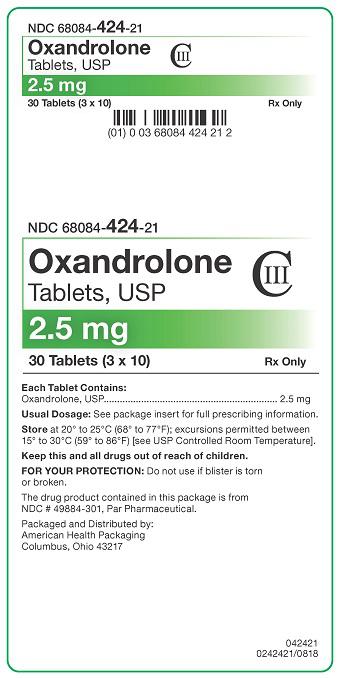 NDC 68084-424-21
Oxandrolone CIII
Tablets, USP
2.5 mg
30 Tablets (3 x 10) Rx Only
(01) 0 03 68084 424 21 2
NDC 68084-424-21
Oxandrolone CIII
Tablets, USP
2.5 mg
30 Tablets (3 x 10) Rx Only
Each Tablet Contains:
Oxandrolone, USP.................................................................. 2.5 mg
Usual Dosage: See package insert for full prescribing information.
Store at 20° to 25°C (68° to 77°F); excursions permitted between
15° to 30°C (59° to 86°F) [see USP Controlled Room Temperature].
Keep this and all drugs out of reach of children.
FOR YOUR PROTECTION: Do not use if blister is torn
or broken.
The drug product contained in this package is from
NDC # 49884-301, Par Pharmaceutical.
Packaged and Distributed by:
American Health Packaging
Columbus, Ohio 43217
042421
0242421/0818